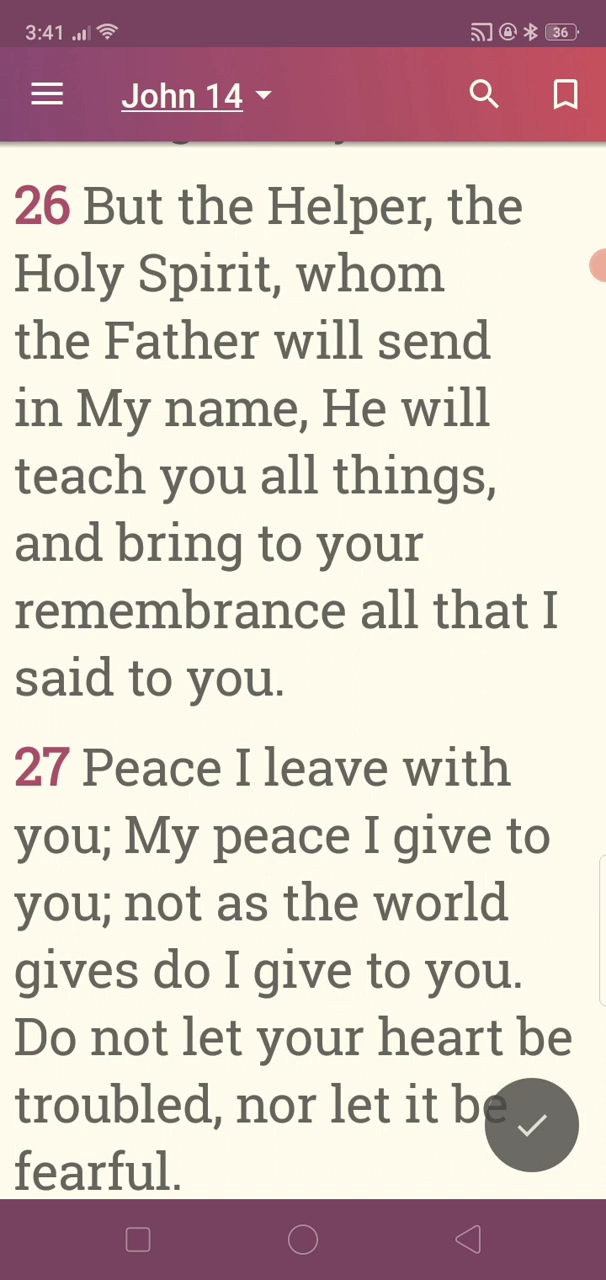 3:41
36
John 14
26 But the Helper, the
Holy Spirit, whom
the Father will send
in My name, He will
teach you all things,
and bring to your
remembrance all that I
said to you.
27 Peace I leave with
you; My peace I give to
you; not as the world
gives do I give to you.
Do not let your heart be
troubled, nor let it be
fearful.